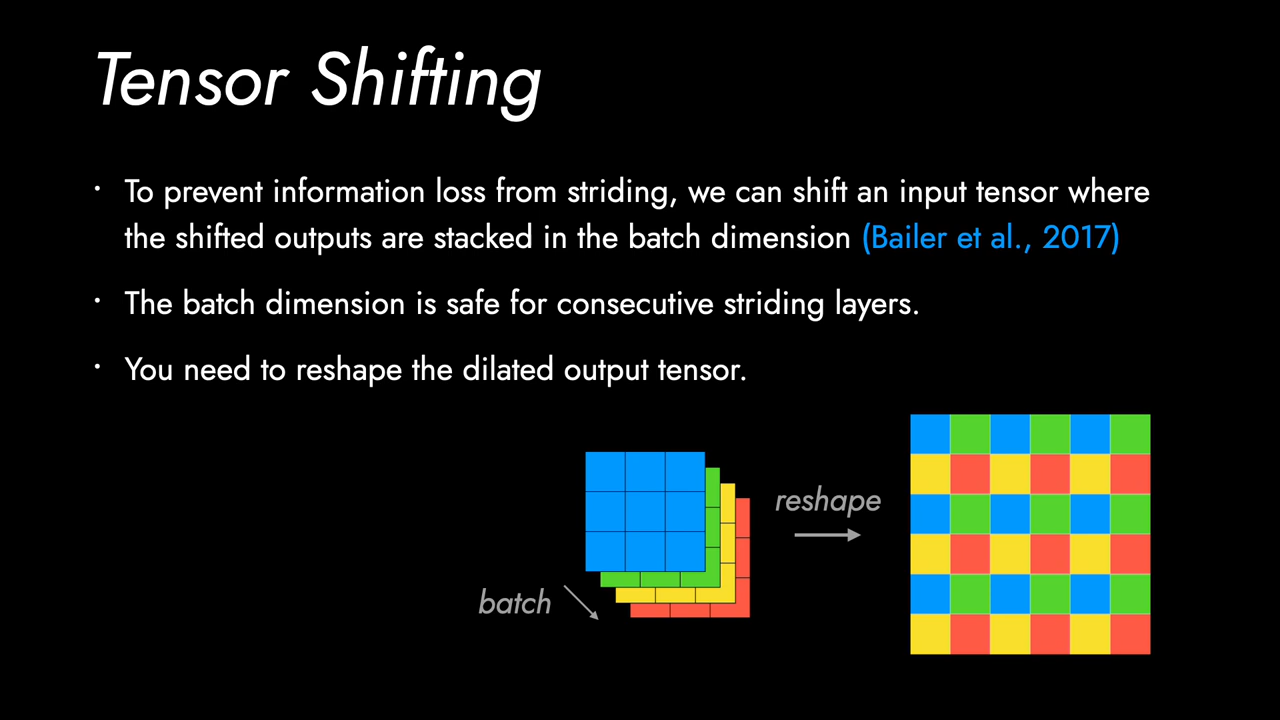 Tensor Shifting
• To prevent information loss from striding, we can shift an input tensor where
the shifted outputs are stacked in the batch dimension (Bailer et al., 2017)
• The batch dimension is safe for consecutive striding layers.
• You need to reshape the dilated output tensor.
reshape
batch